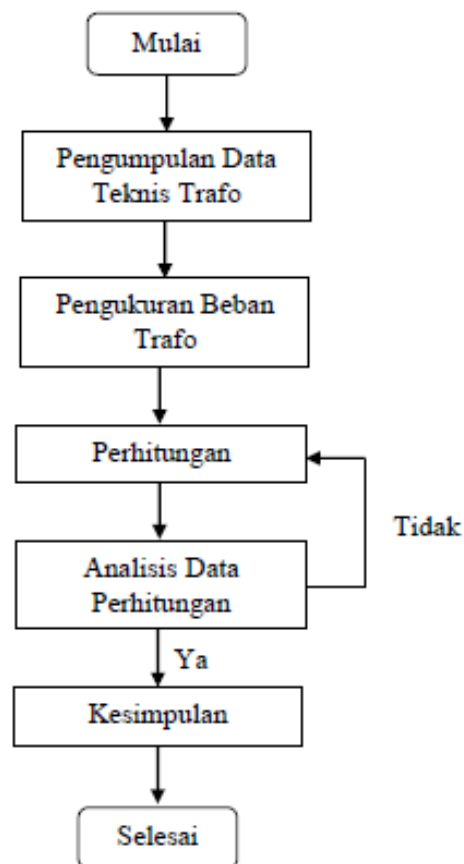 Mulai
Pengumpulan Data
Teknis Trafo
Pengukuran Beban
Trafo
Perhitungan
Tidak
Analisis Data
Perhitungan
Ya
Kesimpulan
Selesai